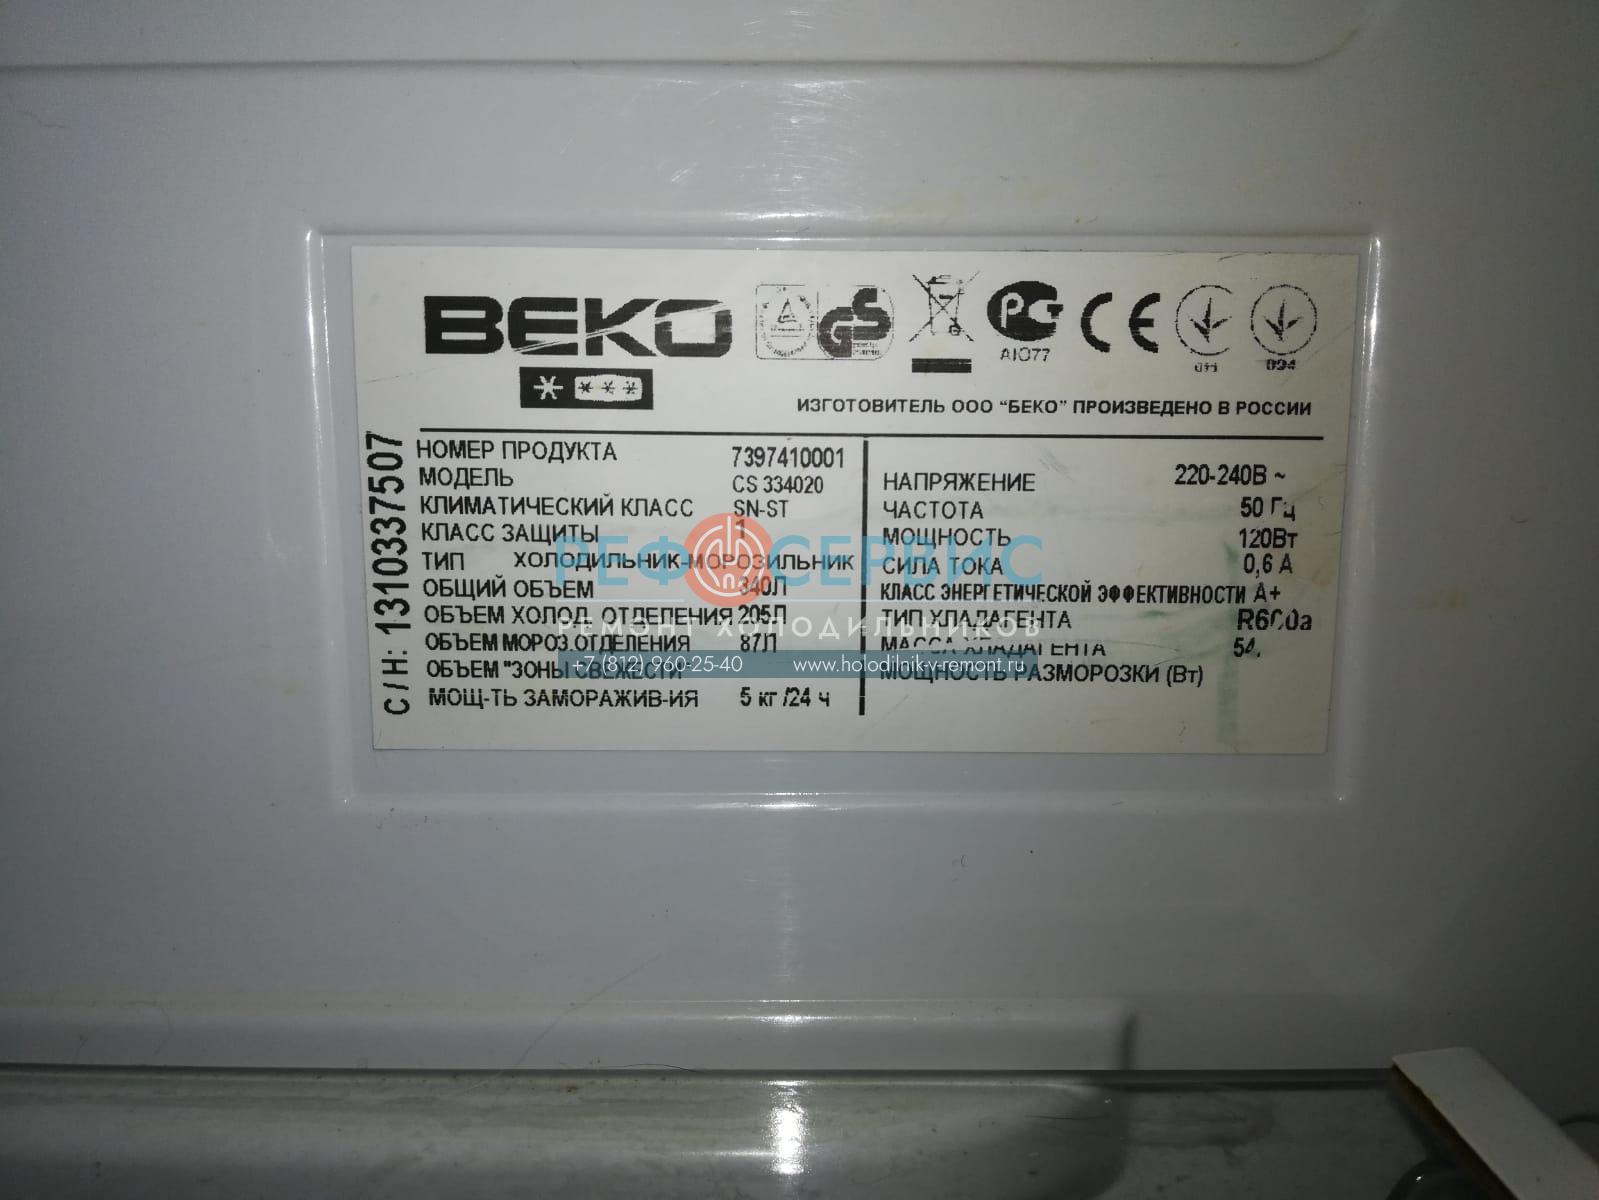 BEKO
AЮ77
094
ИЗГОТОВИТЕЛЬ ООО "БЕКО" ПРОИЗВЕДЕНО В РОССИИ
С/Н: 1310337507
НОМЕР ПРОДУКТА 7397410001
МОДЕЛЬ CS 334020
КЛИМАТИЧЕСКИЙ КЛАСС SN-ST
КЛАСС ЗАЩИТЫ 1
ТИП ХОЛОДИЛЬНИК-МОРОЗИЛЬНИК
ОБЩИЙ ОБЪЕМ 340Л
ОБЪЕМ ХОЛОД. ОТДЕЛЕНИЯ 205Л
ОБЪЕМ МОРОЗ.ОТДЕЛЕНИЯ 87Л
ОБЪЕМ "ЗОНЫ СВЕЖЕСТИ"
МОЩ-ТЬ ЗАМОРАЖИВ-ИЯ 5 кг /24 ч
НАПРЯЖЕНИЕ 220-240В ~
ЧАСТОТА 50 Гц
МОЩНОСТЬ 120Вт
СИЛА ТОКА 0,6 А
КЛАСС ЭНЕРГЕТИЧЕСКОЙ ЭФФЕКТИВНОСТИ А+
ТИП ХЛАДАГЕНТА R600a
МАССА ХЛАДАГЕНТА
МОЩНОСТЬ РАЗМОРОЗКИ (Вт)
РЕФ СЕРВИС
РЕМОНТ ХОЛОДИЛЬНИКОВ
+7 (812) 960-25-40 www.holodilnik-v-remont.ru